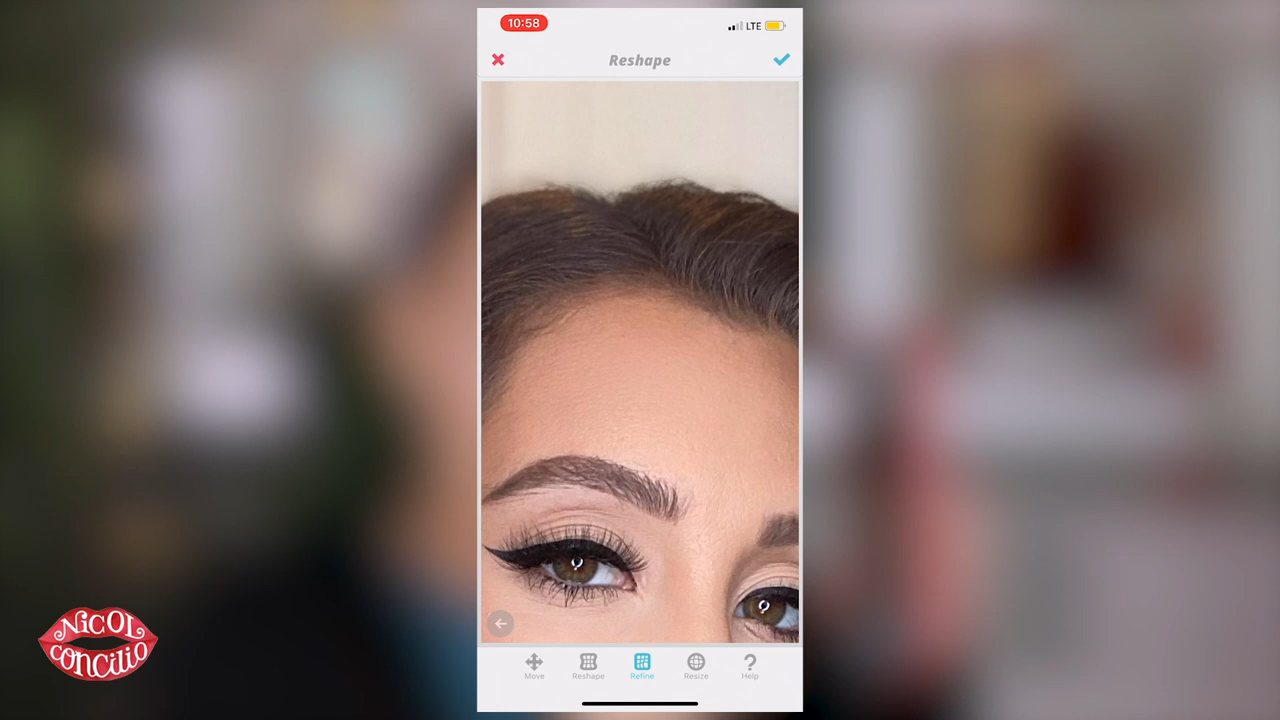 10:58
LTE
Reshape
Move
Reshape
Refine
Resize
Help
NiCOL
CONCiLiO